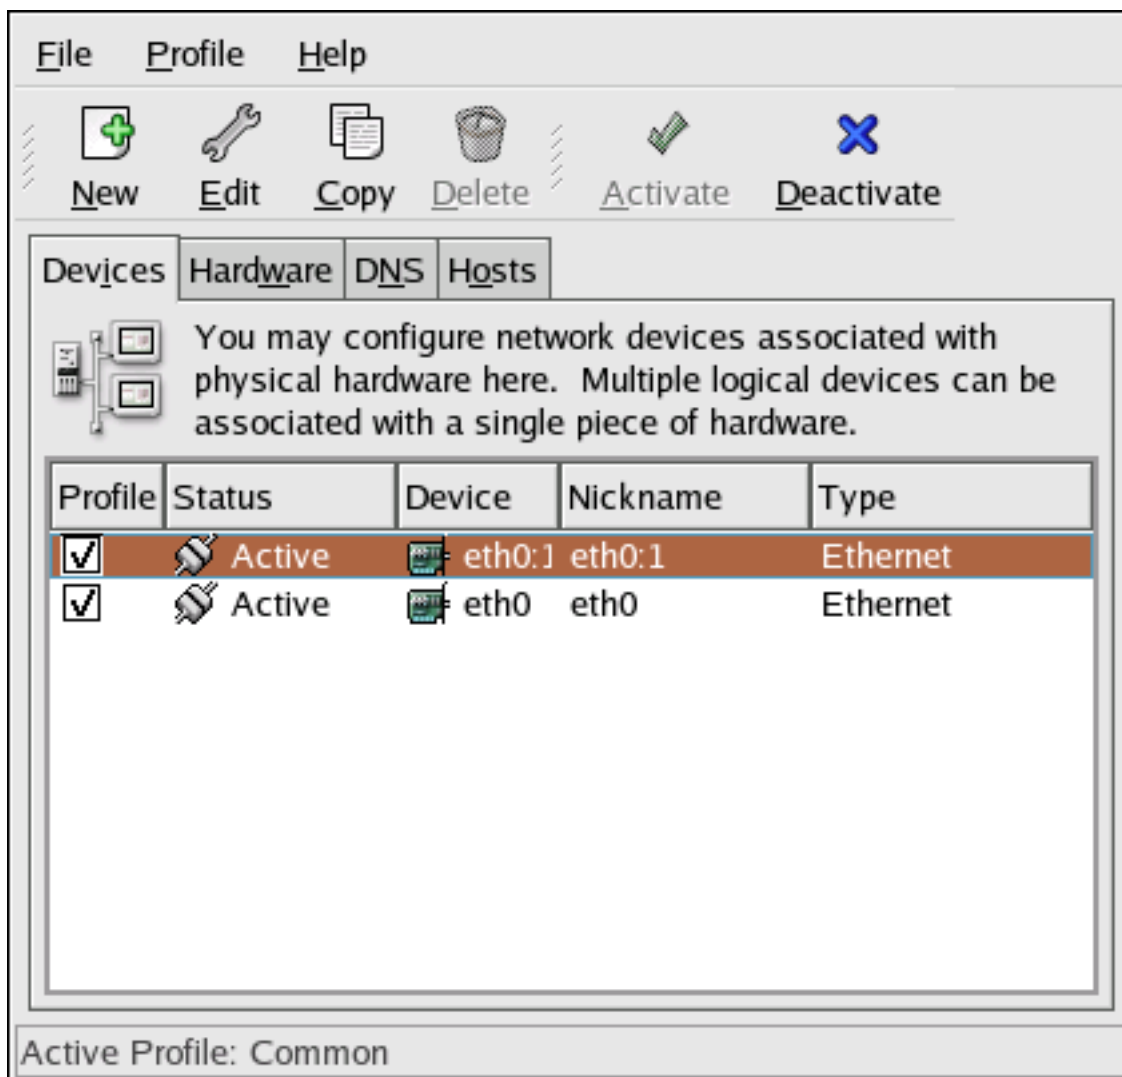 File Profile Help
New Edit Copy Delete Activate Deactivate
Devices Hardware DNS Hosts
You may configure network devices associated with
physical hardware here. Multiple logical devices can be
associated with a single piece of hardware.
Profile Status Device Nickname Type
Active eth0:1 eth0:1 Ethernet
Active eth0 eth0 Ethernet
Active Profile: Common